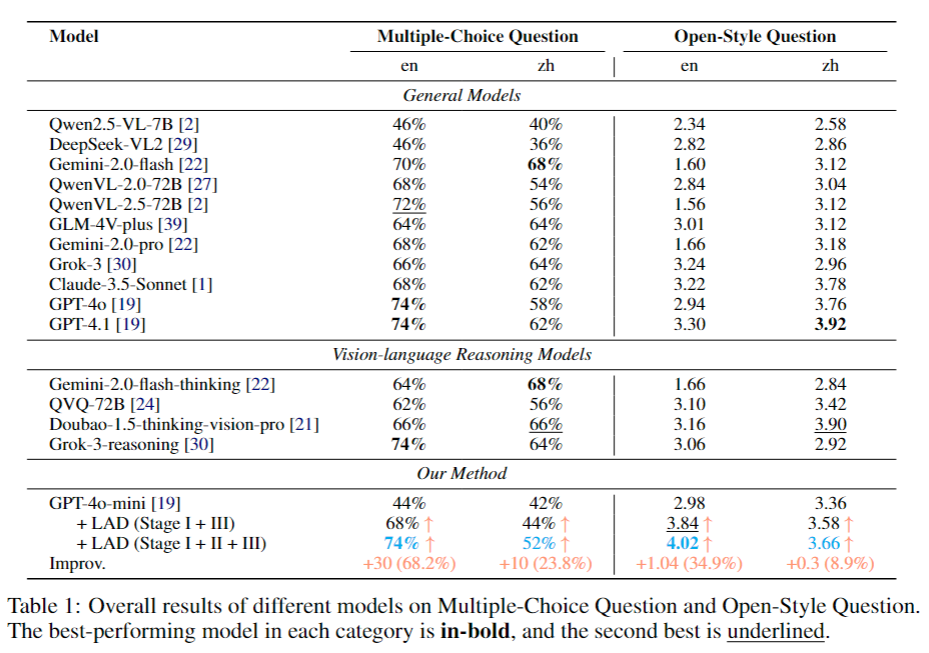 Model Multiple-Choice Question Open-Style Question
en zh en zh
General Models
Qwen2.5-VL-7B [2] 46% 40% 2.34 2.58
DeepSeek-VL2 [29] 46% 36% 2.82 2.86
Gemini-2.0-flash [22] 70% 68% 1.60 3.12
QwenVL-2.0-72B [27] 68% 54% 2.84 3.04
QwenVL-2.5-72B [2] 72% 56% 1.56 3.12
GLM-4V-plus [39] 64% 64% 3.01 3.12
Gemini-2.0-pro [22] 68% 62% 1.66 3.18
Grok-3 [30] 66% 64% 3.24 2.96
Claude-3.5-Sonnet [1] 68% 62% 3.22 3.78
GPT-4o [19] 74% 58% 2.94 3.76
GPT-4.1 [19] 74% 62% 3.30 3.92
Vision-language Reasoning Models
Gemini-2.0-flash-thinking [22] 64% 68% 1.66 2.84
QVQ-72B [24] 62% 56% 3.10 3.42
Doubao-1.5-thinking-vision-pro [21] 66% 66% 3.16 3.90
Grok-3-reasoning [30] 74% 64% 3.06 2.92
Our Method
GPT-4o-mini [19] 44% 42% 2.98 3.36
+ LAD (Stage I + III) 68% ↑ 44% ↑ 3.84 ↑ 3.58 ↑
+ LAD (Stage I + II + III) 74% ↑ 52% ↑ 4.02 ↑ 3.66 ↑
Improv. +30 (68.2%) +10 (23.8%) +1.04 (34.9%) +0.3 (8.9%)
Table 1: Overall results of different models on Multiple-Choice Question and Open-Style Question.
The best-performing model in each category is in-bold, and the second best is underlined.